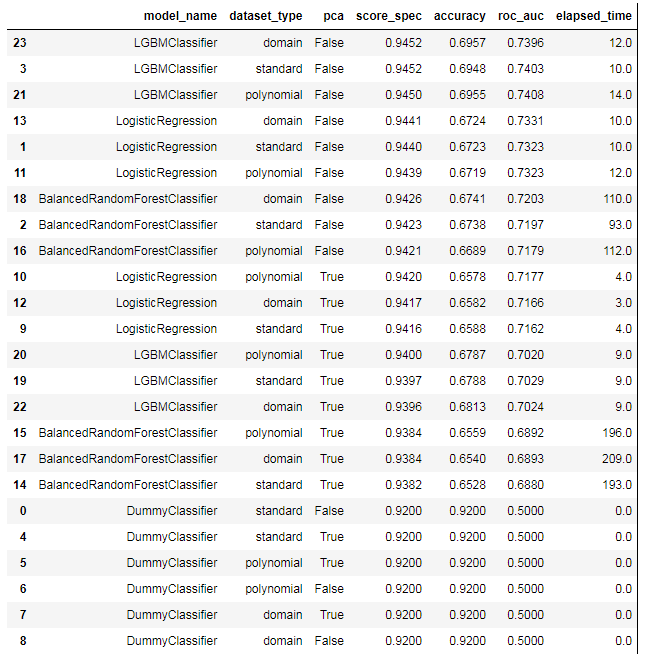 model_name dataset_type pca score_spec accuracy roc_auc elapsed_time
23 LGBMClassifier domain False 0.9452 0.6957 0.7396 12.0
3 LGBMClassifier standard False 0.9452 0.6948 0.7403 10.0
21 LGBMClassifier polynomial False 0.9450 0.6955 0.7408 14.0
13 LogisticRegression domain False 0.9441 0.6724 0.7331 10.0
1 LogisticRegression standard False 0.9440 0.6723 0.7323 10.0
11 LogisticRegression polynomial False 0.9439 0.6719 0.7323 12.0
18 BalancedRandomForestClassifier domain False 0.9426 0.6741 0.7203 110.0
2 BalancedRandomForestClassifier standard False 0.9423 0.6738 0.7197 93.0
16 BalancedRandomForestClassifier polynomial False 0.9421 0.6689 0.7179 112.0
10 LogisticRegression polynomial True 0.9420 0.6578 0.7177 4.0
12 LogisticRegression domain True 0.9417 0.6582 0.7166 3.0
9 LogisticRegression standard True 0.9416 0.6588 0.7162 4.0
20 LGBMClassifier polynomial True 0.9400 0.6787 0.7020 9.0
19 LGBMClassifier standard True 0.9397 0.6788 0.7029 9.0
22 LGBMClassifier domain True 0.9396 0.6813 0.7024 9.0
15 BalancedRandomForestClassifier polynomial True 0.9384 0.6559 0.6892 196.0
17 BalancedRandomForestClassifier domain True 0.9384 0.6540 0.6893 209.0
14 BalancedRandomForestClassifier standard True 0.9382 0.6528 0.6880 193.0
0 DummyClassifier standard False 0.9200 0.9200 0.5000 0.0
4 DummyClassifier standard True 0.9200 0.9200 0.5000 0.0
5 DummyClassifier polynomial True 0.9200 0.9200 0.5000 0.0
6 DummyClassifier polynomial False 0.9200 0.9200 0.5000 0.0
7 DummyClassifier domain True 0.9200 0.9200 0.5000 0.0
8 DummyClassifier domain False 0.9200 0.9200 0.5000 0.0